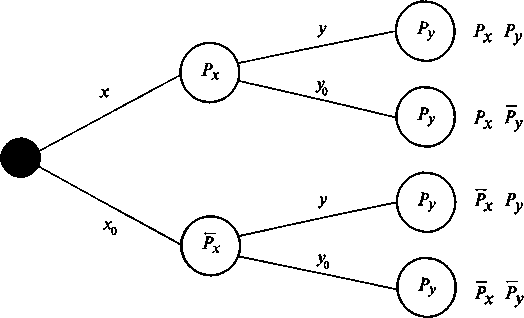 y P_y P_x P_y
x P_x
y_0 P_y P_x P̅_y
x_0 P̅_x
y P_y P̅_x P_y
y_0 P_y P̅_x P̅_y